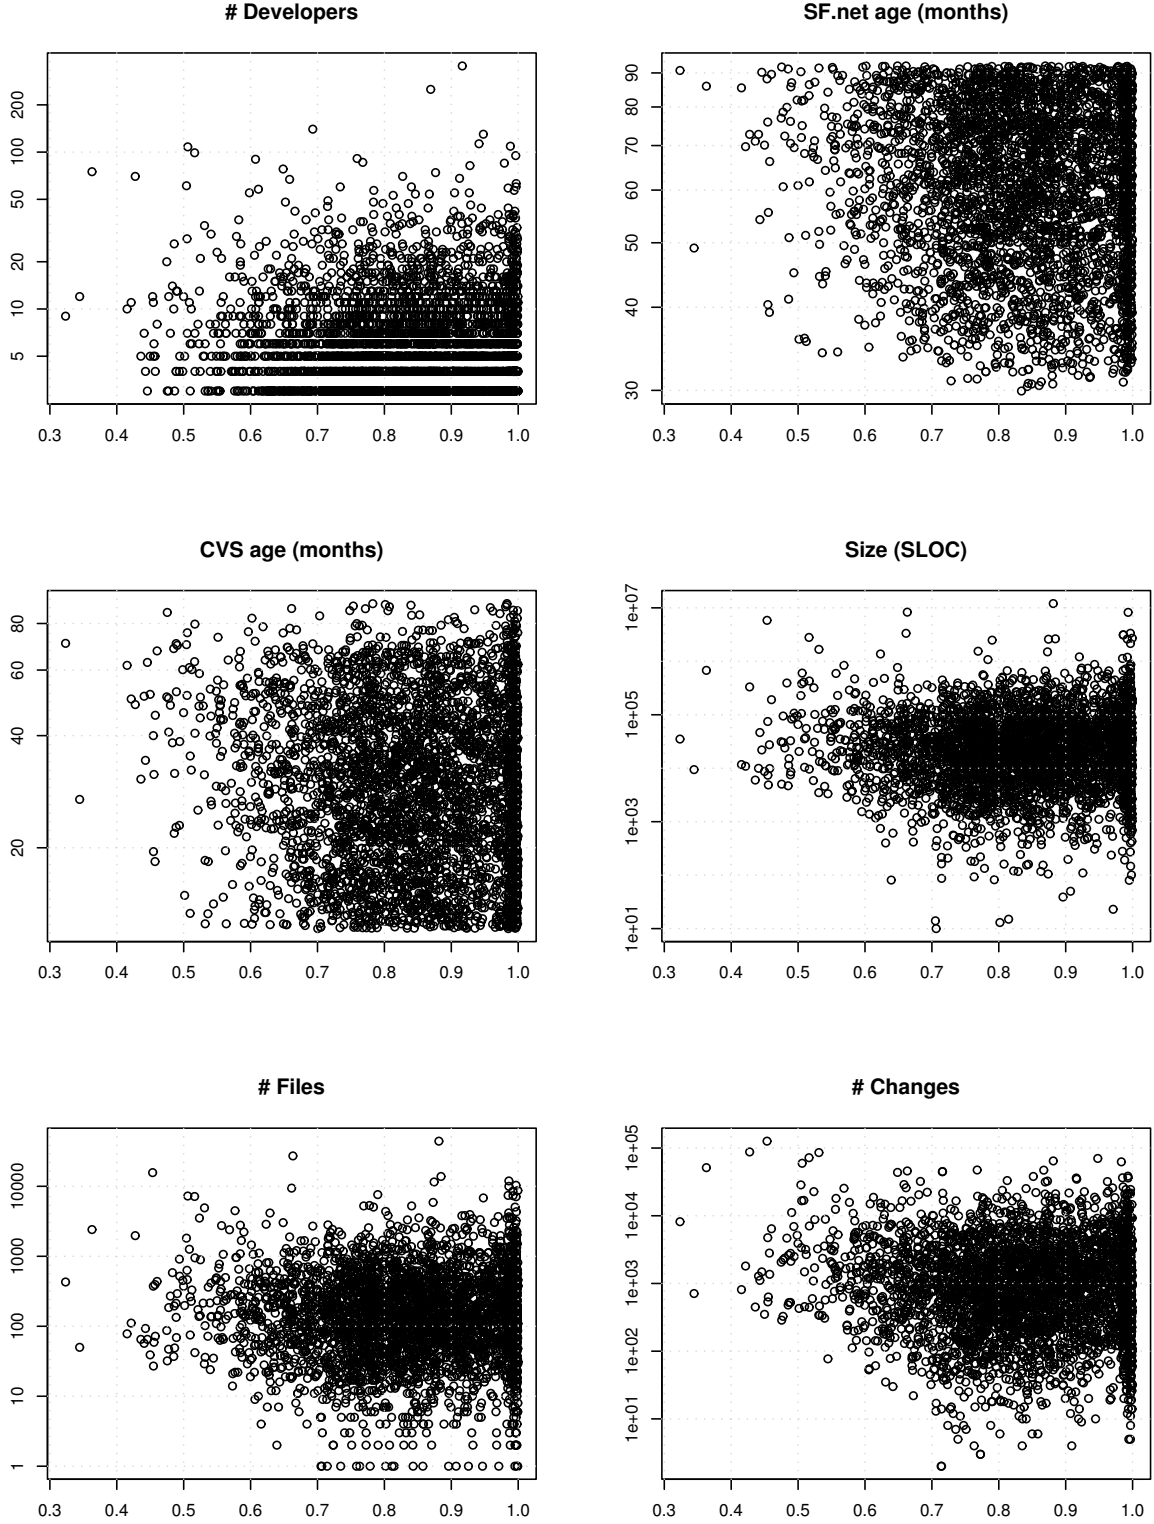 # Developers
200
100
50
20
10
5
0.3 0.4 0.5 0.6 0.7 0.8 0.9 1.0
SF.net age (months)
90
80
70
60
50
40
30
0.3 0.4 0.5 0.6 0.7 0.8 0.9 1.0
CVS age (months)
80
60
40
20
0.3 0.4 0.5 0.6 0.7 0.8 0.9 1.0
Size (SLOC)
1e+07
1e+05
1e+03
1e+01
0.3 0.4 0.5 0.6 0.7 0.8 0.9 1.0
# Files
10000
1000
100
10
1
0.3 0.4 0.5 0.6 0.7 0.8 0.9 1.0
# Changes
1e+05
1e+04
1e+03
1e+02
1e+01
0.3 0.4 0.5 0.6 0.7 0.8 0.9 1.0